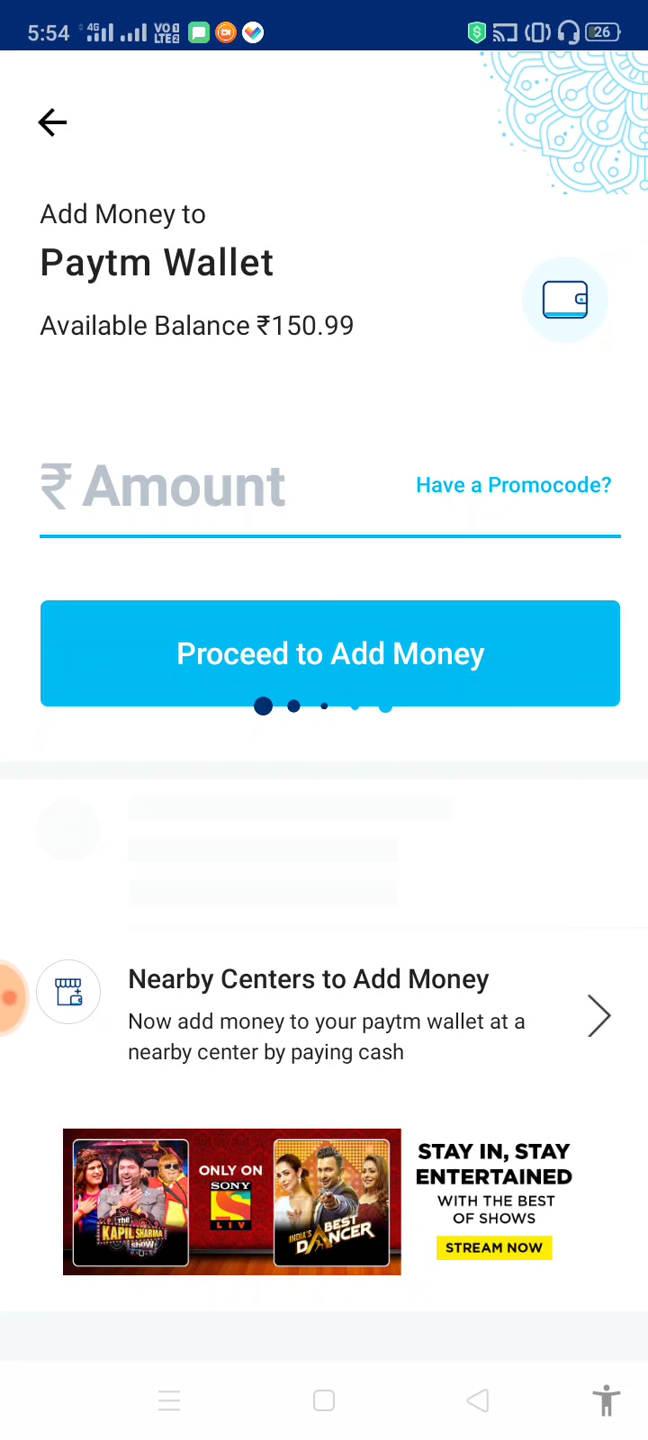 5:54 4G VO LTE2 26
Add Money to
Paytm Wallet
Available Balance ₹150.99
₹ Amount
Have a Promocode?
Proceed to Add Money
Nearby Centers to Add Money
Now add money to your paytm wallet at a
nearby center by paying cash
The
KAPIL SHARMA
Show
ONLY ON
SONY
LIV
INDIA'S
BEST
DANCER
STAY IN, STAY
ENTERTAINED
WITH THE BEST
OF SHOWS
STREAM NOW